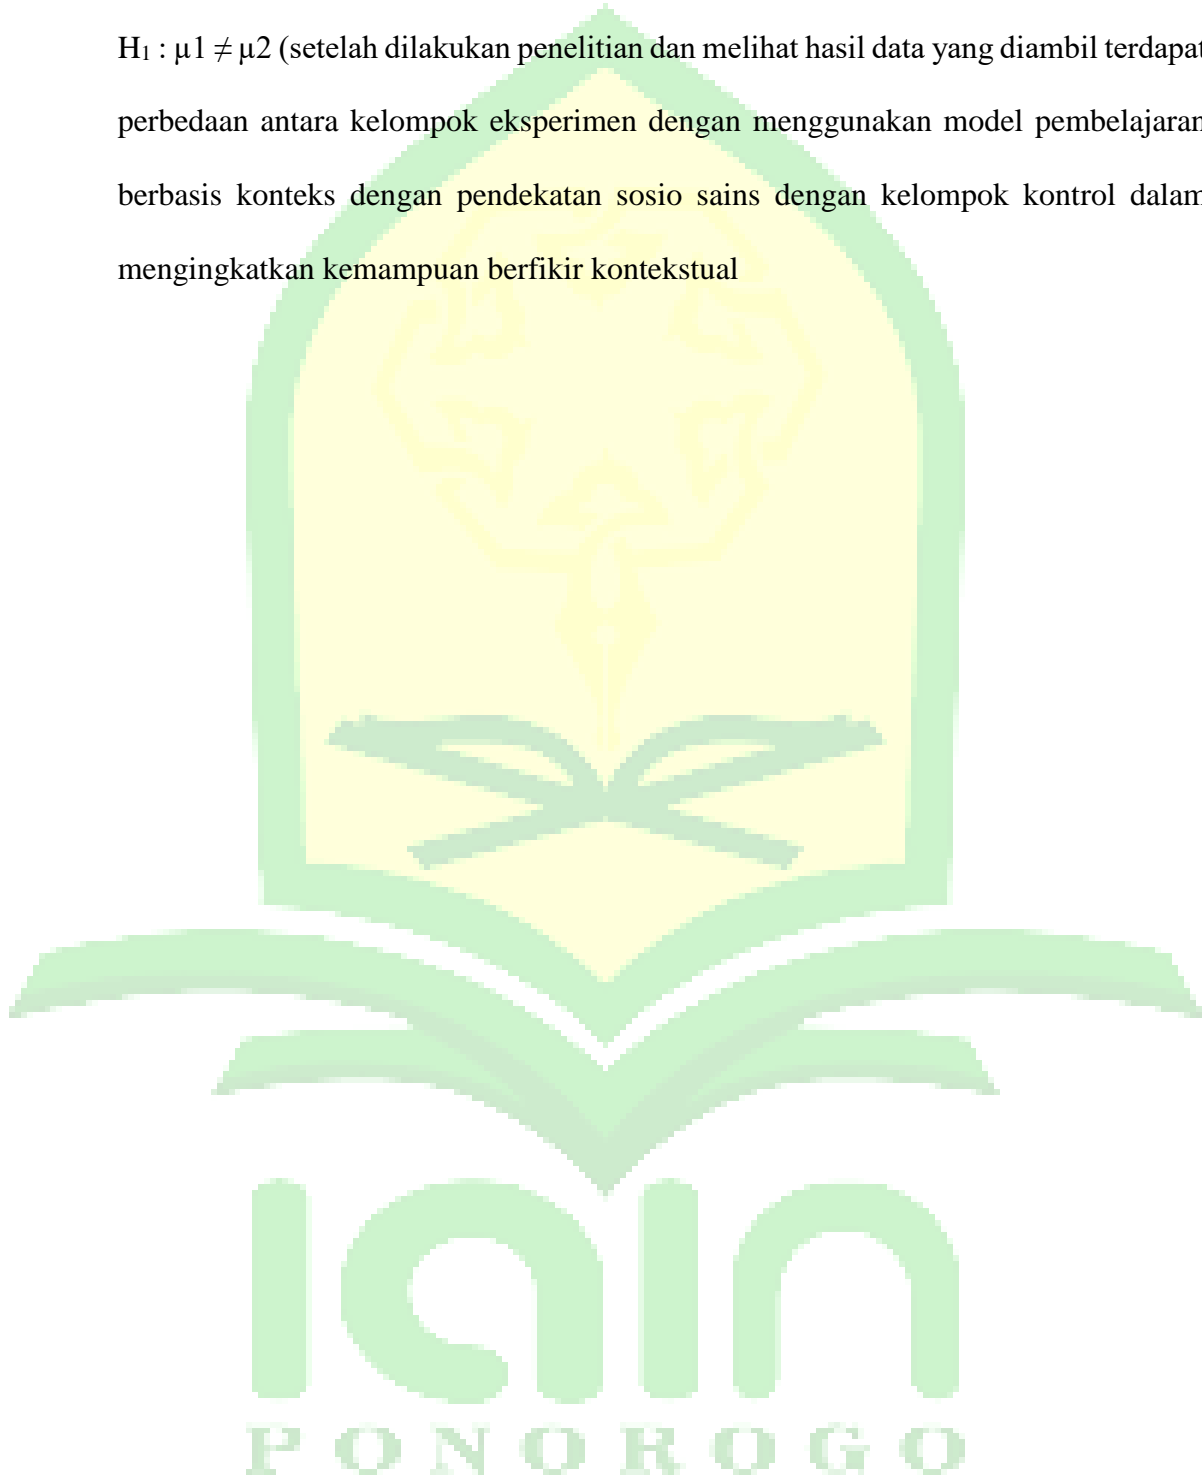 H₁ : µ1 ≠ µ2 (setelah dilakukan penelitian dan melihat hasil data yang diambil terdapat
perbedaan antara kelompok eksperimen dengan menggunakan model pembelajaran
berbasis konteks dengan pendekatan sosio sains dengan kelompok kontrol dalam
mengingkatkan kemampuan berfikir kontekstual
iain
PONOROGO